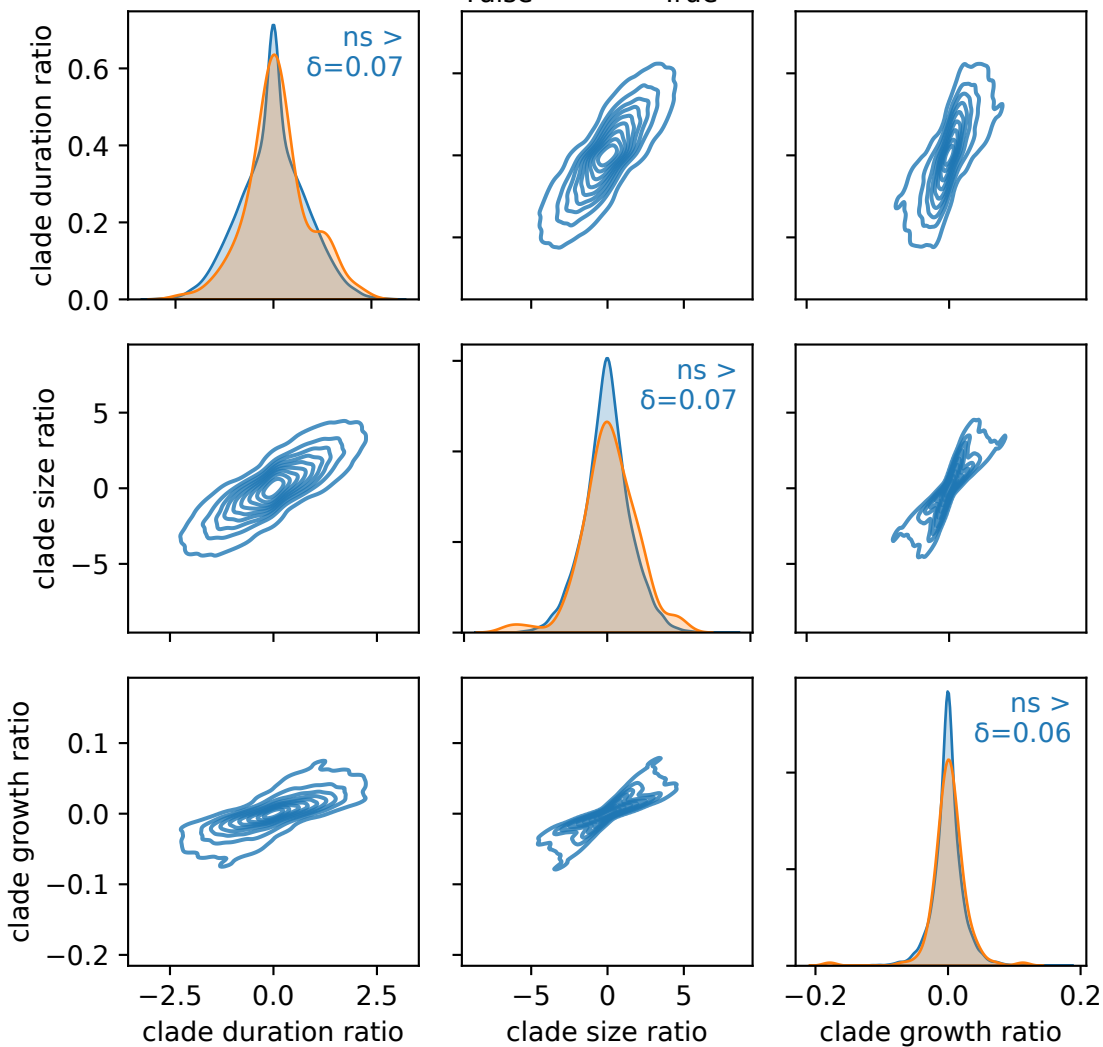 clade duration ratio
0.6
0.4
0.2
0.0
ns >
δ=0.07
clade size ratio
5
0
−5
ns >
δ=0.07
clade growth ratio
0.1
0.0
−0.1
−0.2
ns >
δ=0.06
−2.5 0.0 2.5
−5 0 5
−0.2 0.0 0.2
clade duration ratio
clade size ratio
clade growth ratio